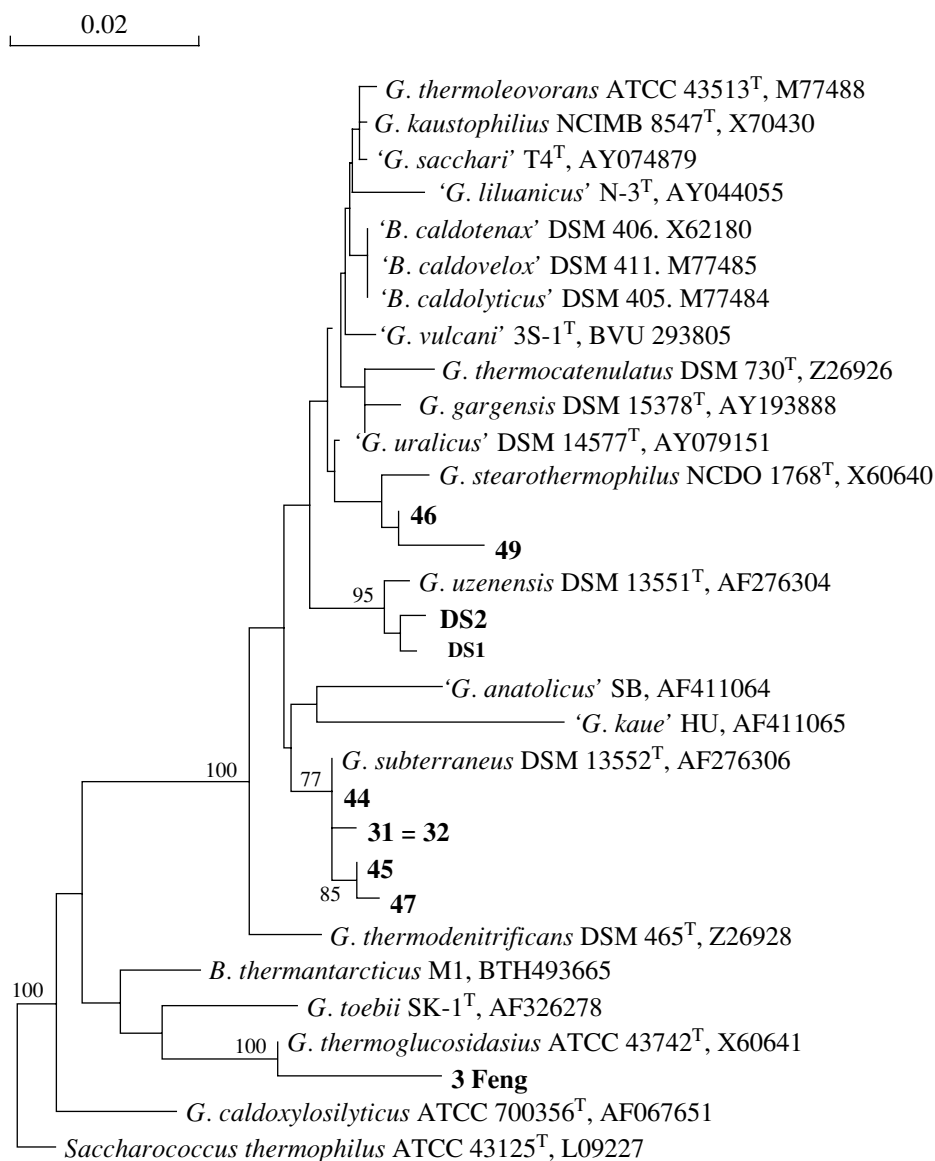 0.02
G. thermoleovorans ATCC 43513ᵀ, M77488
G. kaustophilius NCIMB 8547ᵀ, X70430
‘G. sacchari’ T4ᵀ, AY074879
‘G. liluanicus’ N-3ᵀ, AY044055
‘B. caldotenax’ DSM 406. X62180
‘B. caldovelox’ DSM 411. M77485
‘B. caldolyticus’ DSM 405. M77484
‘G. vulcani’ 3S-1ᵀ, BVU 293805
G. thermocatenulatus DSM 730ᵀ, Z26926
G. gargensis DSM 15378ᵀ, AY193888
‘G. uralicus’ DSM 14577ᵀ, AY079151
G. stearothermophilus NCDO 1768ᵀ, X60640
46
49
95 G. uzenensis DSM 13551ᵀ, AF276304
DS2
DS1
‘G. anatolicus’ SB, AF411064
‘G. kaue’ HU, AF411065
G. subterraneus DSM 13552ᵀ, AF276306
100
77
44
31 = 32
45
85
47
G. thermodenitrificans DSM 465ᵀ, Z26928
B. thermantarcticus M1, BTH493665
100
G. toebii SK-1ᵀ, AF326278
100 G. thermoglucosidasius ATCC 43742ᵀ, X60641
3 Feng
G. caldoxylosilyticus ATCC 700356ᵀ, AF067651
Saccharococcus thermophilus ATCC 43125ᵀ, L09227